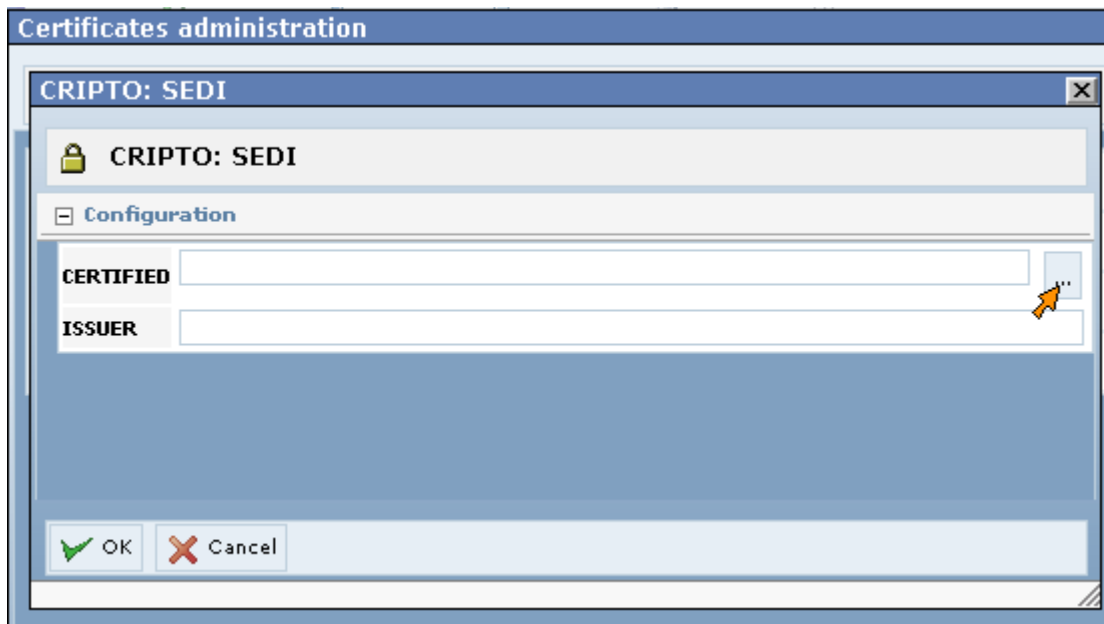 Certificates administration
CRIPTO: SEDI
CRIPTO: SEDI
Configuration
CERTIFIED
...
ISSUER
OK
Cancel